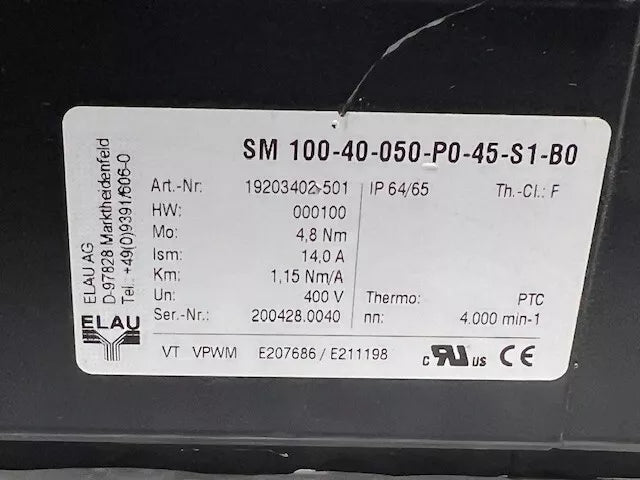 SM 100-40-050-P0-45-S1-B0
Art.-Nr: 19203402-501 IP 64/65 Th.-Cl.: F
HW: 000100
Mo: 4,8 Nm
Ism: 14,0 A
Km: 1,15 Nm/A
Un: 400 V Thermo: PTC
Ser.-Nr.: 200428.0040 nn: 4.000 min-1
VT VPWM E207686 / E211198 c RU us CE
ELAU AG
D-97828 Marktheidenfeld
Tel.: +49(0)9391/606-0
ELAU